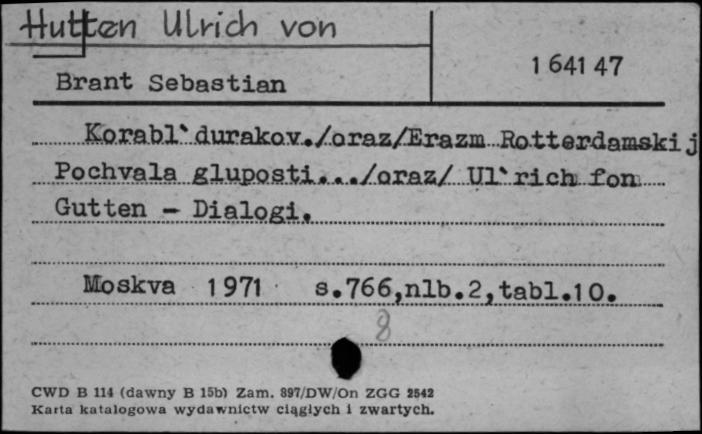 Hutten Ulrich von
1 641 47
Brant Sebastian
Korabl`durakov./oraz/Erazm Rotterdamskij
Pochvala gluposti.../oraz/ Ul`rich fon
Gutten - Dialogi.
Moskva 1971 s.766,nlb.2,tabl.10.
8
CWD B 114 (dawny B 15b) Zam. 897/DW/On ZGG 2542
Karta katalogowa wydawnictw ciągłych i zwartych.